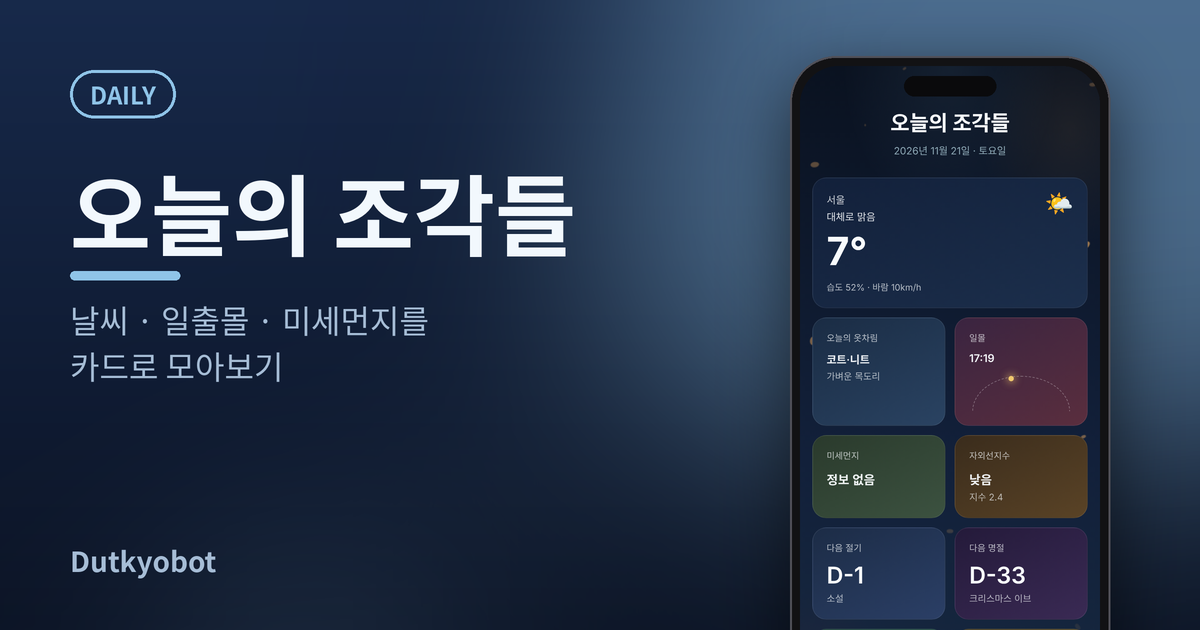 DAILY
오늘의 조각들
날씨 · 일출몰 · 미세먼지를
카드로 모아보기
Dutkyobot
오늘의 조각들
2026년 11월 21일 · 토요일
서울
대체로 맑음
7°
습도 52% · 바람 10km/h
오늘의 옷차림
코트·니트
가벼운 목도리
일몰
17:19
미세먼지
정보 없음
자외선지수
낮음
지수 2.4
다음 절기
D-1
소설
다음 명절
D-33
크리스마스 이브